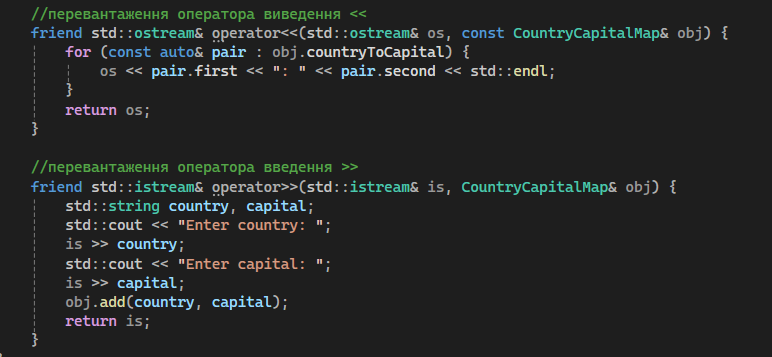 //перевантаження оператора виведення <<
friend std::ostream& operator<<(std::ostream& os, const CountryCapitalMap& obj) {
    for (const auto& pair : obj.countryToCapital) {
        os << pair.first << ": " << pair.second << std::endl;
    }
    return os;
}

//перевантаження оператора введення >>
friend std::istream& operator>>(std::istream& is, CountryCapitalMap& obj) {
    std::string country, capital;
    std::cout << "Enter country: ";
    is >> country;
    std::cout << "Enter capital: ";
    is >> capital;
    obj.add(country, capital);
    return is;
}